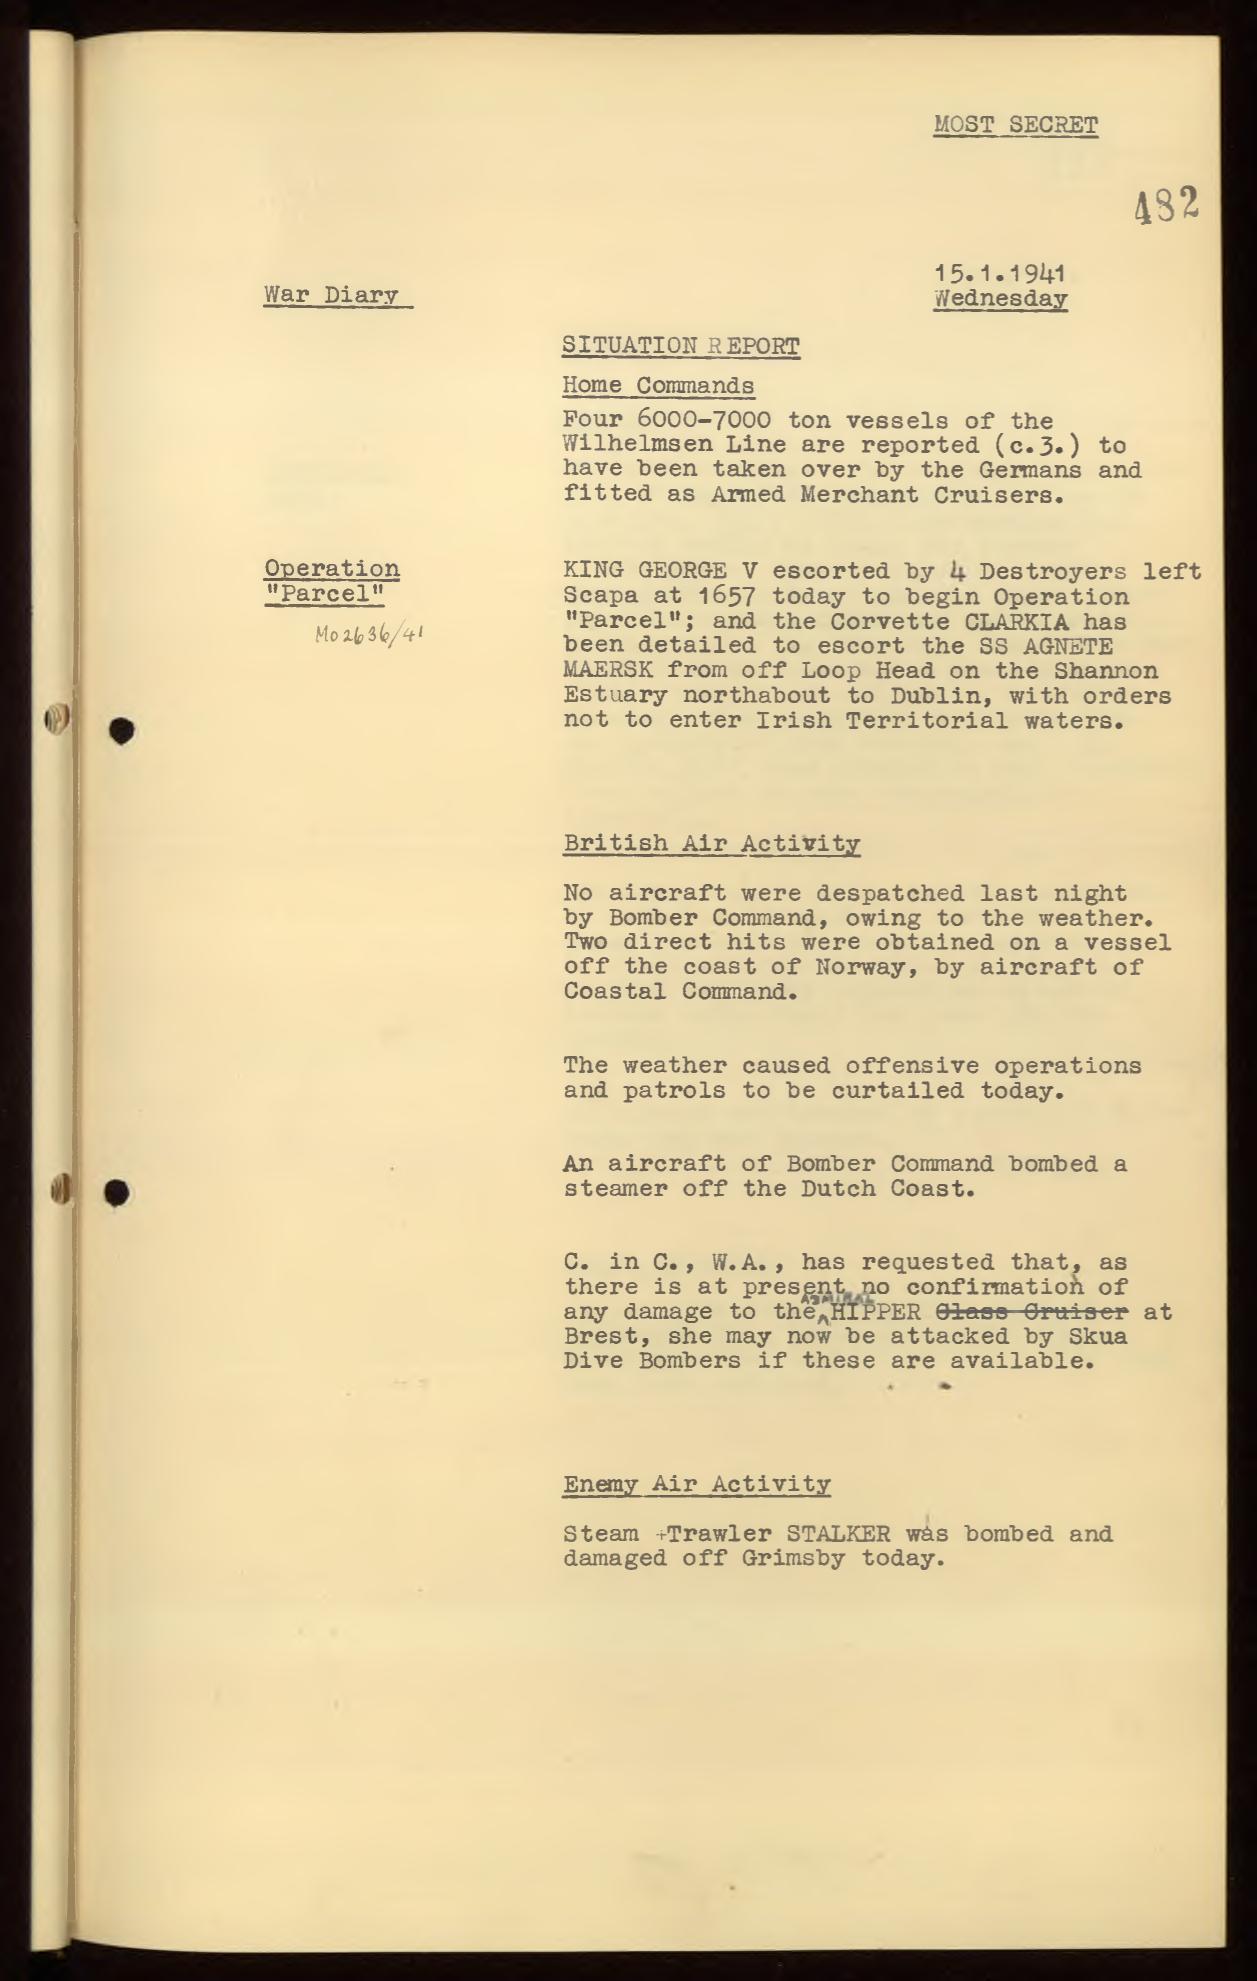 MOST SECRET
482
15.1.1941
War Diary
Wednesday
SITUATION REPORT
Home Commands
Four 6000-7000 ton vessels of the
Wilhelmsen Line are reported (c.3.) to
have been taken over by the Germans and
fitted as Armed Merchant Cruisers.
Operation
"Parcel"
M02636/41
KING GEORGE V escorted by 4 Destroyers left
Scapa at 1657 today to begin Operation
"Parcel"; and the Corvette CLARKIA has
been detailed to escort the SS AGNETE
MAERSK from off Loop Head on the Shannon
Estuary northabout to Dublin, with orders
not to enter Irish Territorial waters.
British Air Activity
No aircraft were despatched last night
by Bomber Command, owing to the weather.
Two direct hits were obtained on a vessel
off the coast of Norway, by aircraft of
Coastal Command.
The weather caused offensive operations
and patrols to be curtailed today.
An aircraft of Bomber Command bombed a
steamer off the Dutch Coast.
C. in C., W.A., has requested that, as
there is at present no confirmation of
ADMIRAL
any damage to the HIPPER Class Cruiser at
Brest, she may now be attacked by Skua
Dive Bombers if these are available.
Enemy Air Activity
Steam +Trawler STALKER was bombed and
damaged off Grimsby today.